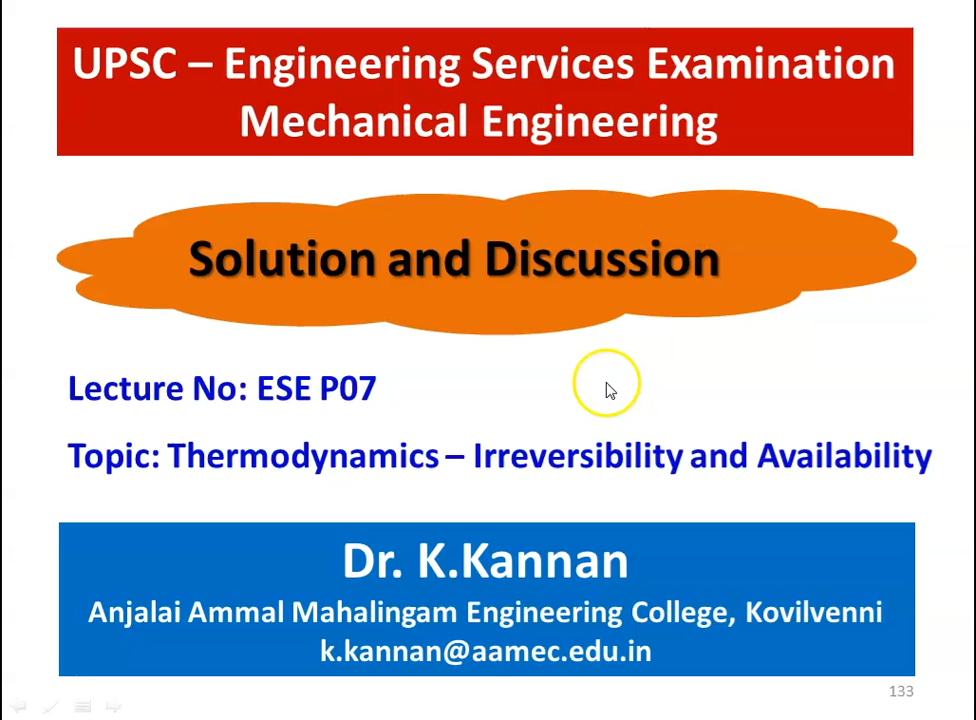 UPSC – Engineering Services Examination
Mechanical Engineering
Solution and Discussion
Lecture No: ESE P07
Topic: Thermodynamics – Irreversibility and Availability
Dr. K.Kannan
Anjalai Ammal Mahalingam Engineering College, Kovilvenni
k.kannan@aamec.edu.in
133